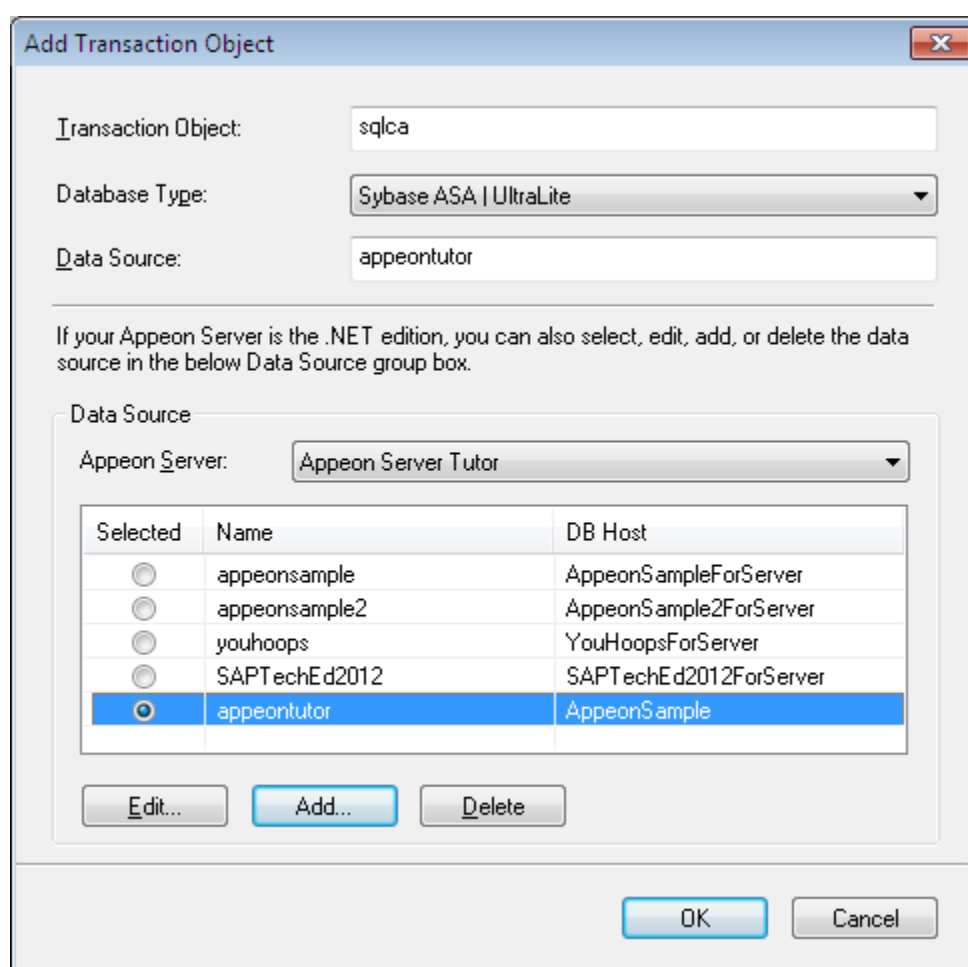 Add Transaction Object
Transaction Object: sqlca
Database Type: Sybase ASA | UltraLite
Data Source: appeontutor
If your Appeon Server is the .NET edition, you can also select, edit, add, or delete the data
source in the below Data Source group box.
Data Source
Appeon Server: Appeon Server Tutor
Selected Name DB Host
appeonsample AppeonSampleForServer
appeonsample2 AppeonSample2ForServer
youhoops YouHoopsForServer
SAPTechEd2012 SAPTechEd2012ForServer
appeontutor AppeonSample
Edit... Add... Delete
OK Cancel